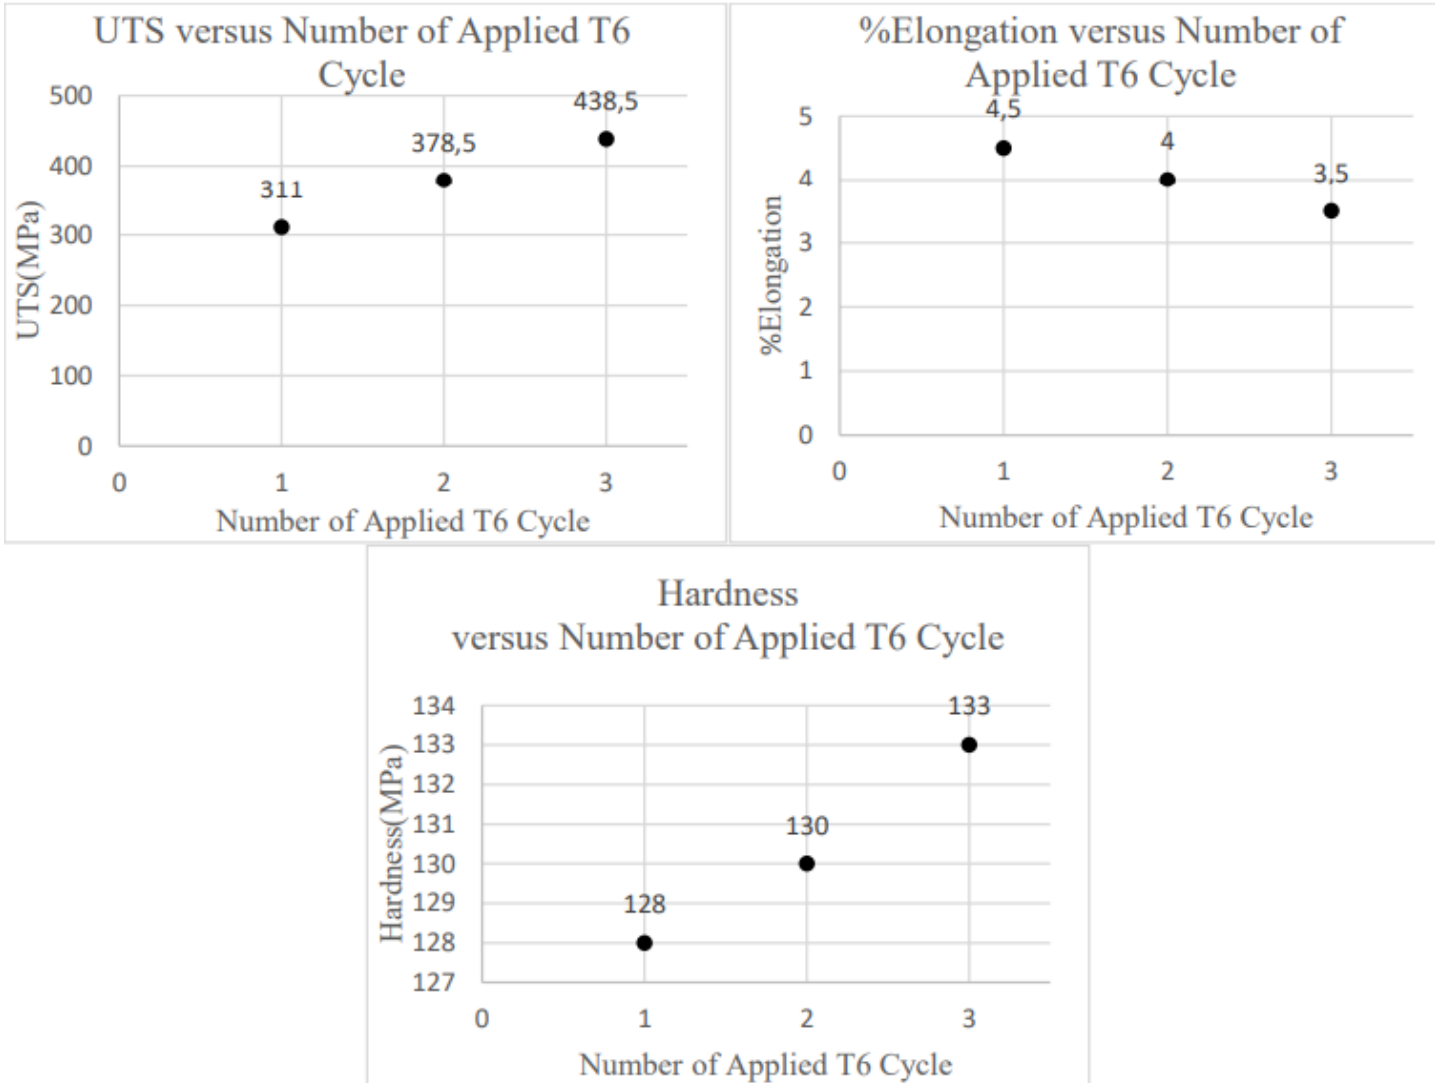 UTS versus Number of Applied T6
Cycle
500
400
300
200
100
0
UTS(MPa)
311
378,5
438,5
0 1 2 3
Number of Applied T6 Cycle
%Elongation versus Number of
Applied T6 Cycle
5
4
3
2
1
0
%Elongation
4,5
4
3,5
0 1 2 3
Number of Applied T6 Cycle
Hardness
versus Number of Applied T6 Cycle
134
133
132
131
130
129
128
127
Hardness(MPa)
128
130
133
0 1 2 3
Number of Applied T6 Cycle